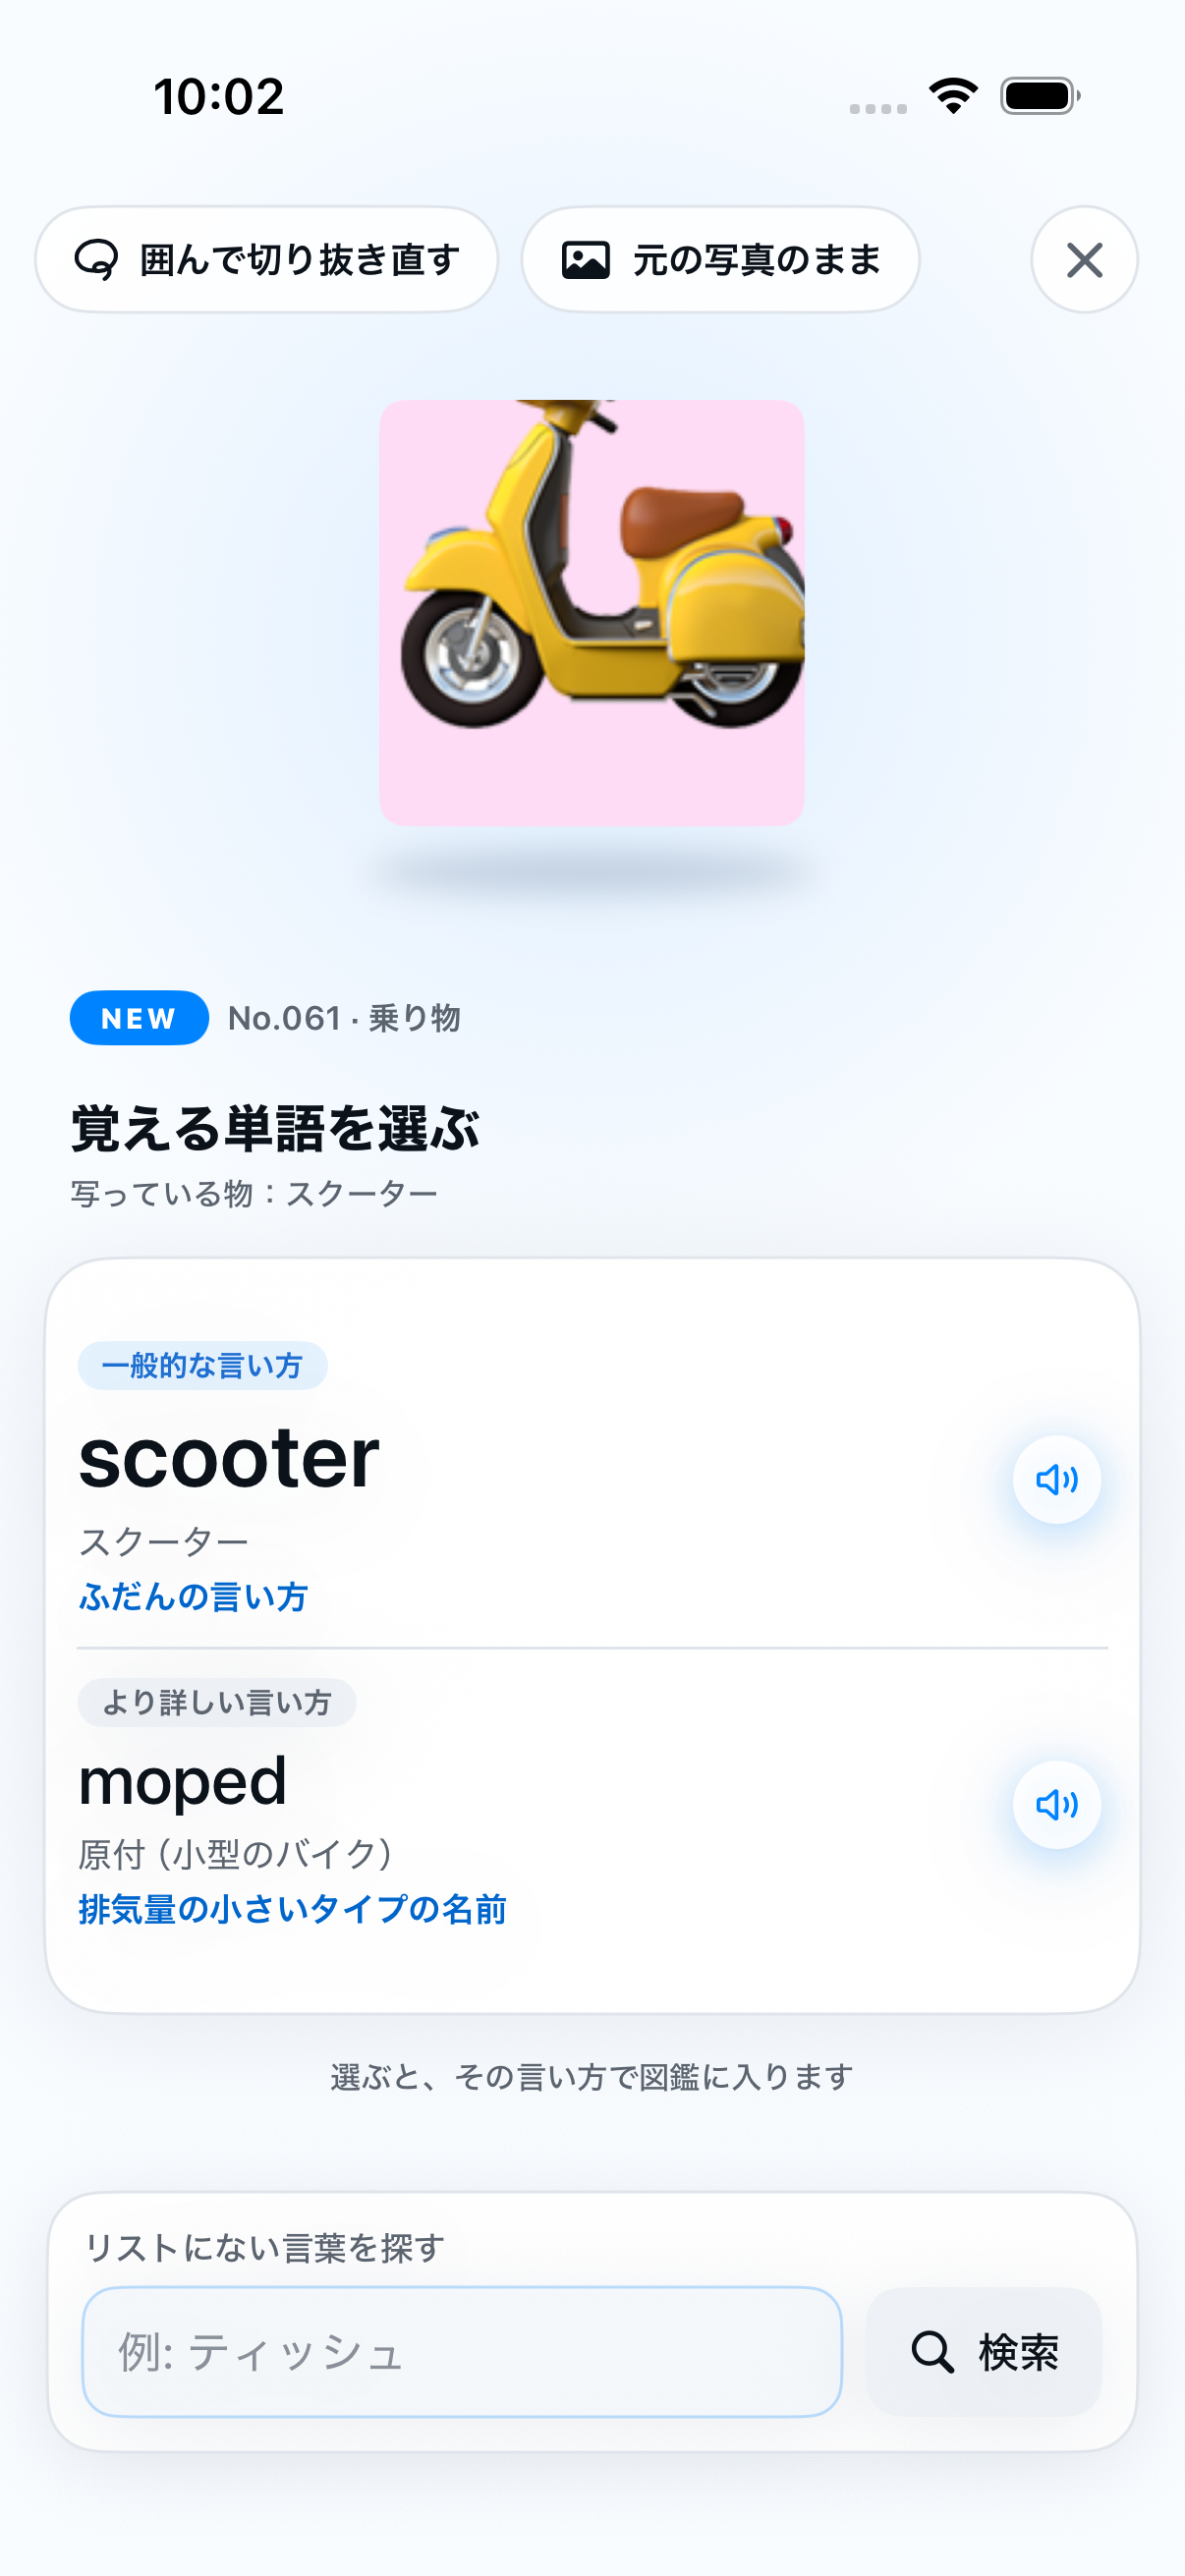 10:02
囲んで切り抜き直す
元の写真のまま
NEW No.061 · 乗り物
覚える単語を選ぶ
写っている物：スクーター
一般的な言い方
scooter
スクーター
ふだんの言い方
より詳しい言い方
moped
原付（小型のバイク）
排気量の小さいタイプの名前
選ぶと、その言い方で図鑑に入ります
リストにない言葉を探す
例: ティッシュ
検索